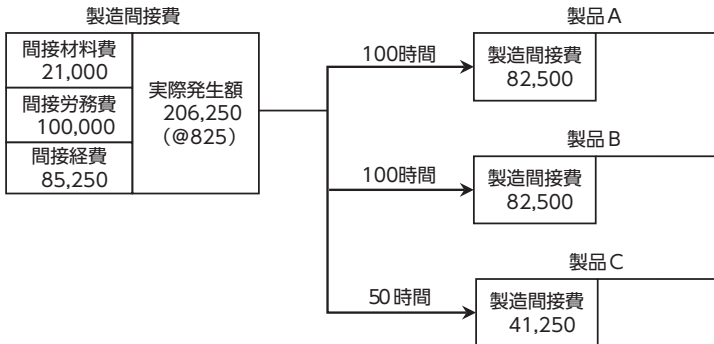 製造間接費
間接材料費
21,000
間接労務費
100,000
間接経費
85,250
実際発生額
206,250
(@825)
製品A
100時間
製造間接費
82,500
製品B
100時間
製造間接費
82,500
製品C
50時間
製造間接費
41,250